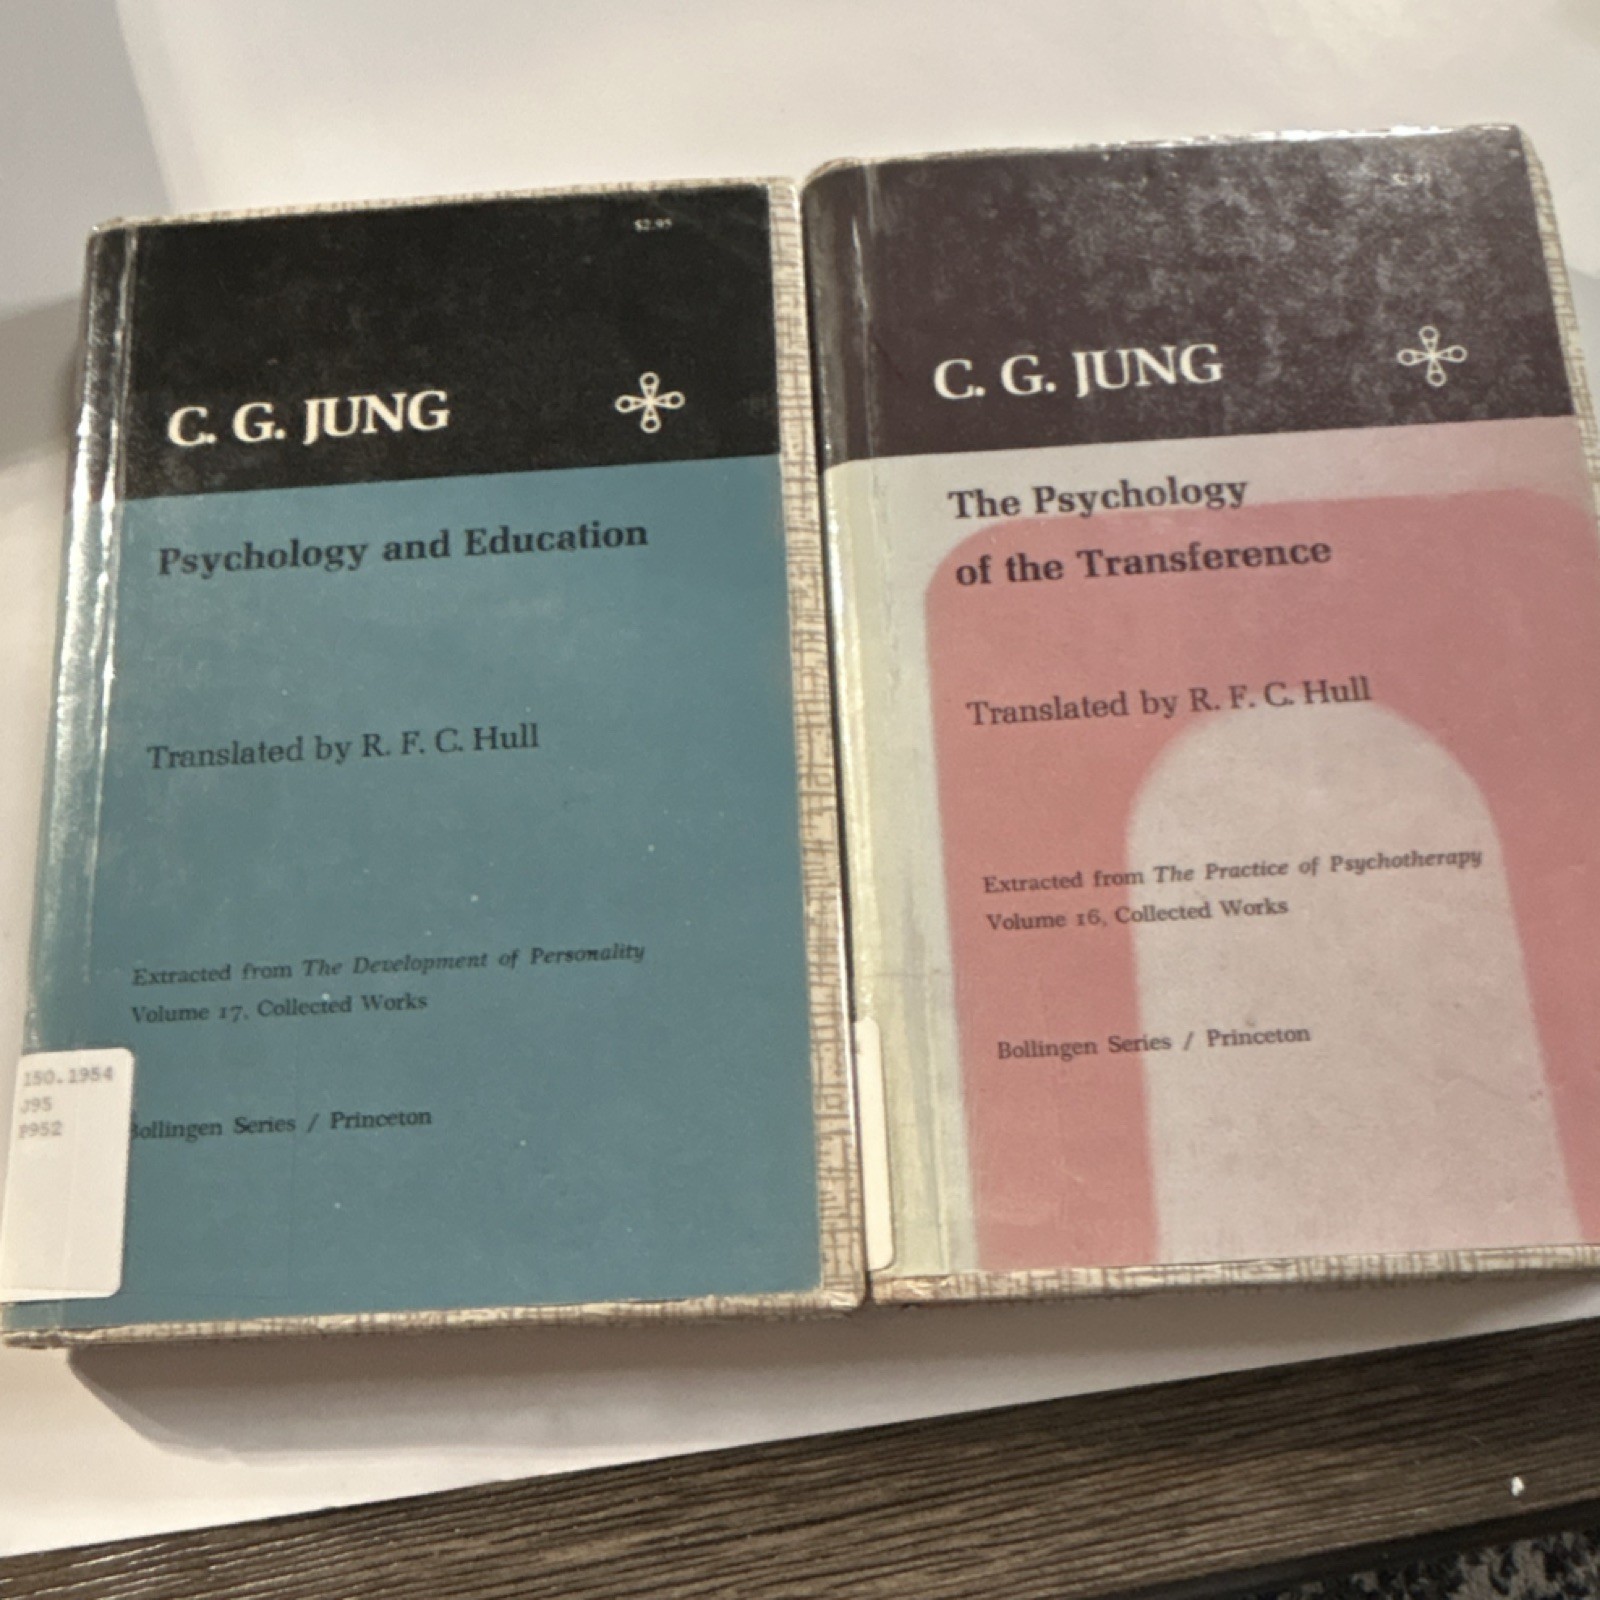 $2.95
C. G. JUNG
Psychology and Education
Translated by R. F. C. Hull
Extracted from The Development of Personality
Volume 17, Collected Works
150.1954
J95
P952
Bollingen Series / Princeton
C. G. JUNG
The Psychology
of the Transference
Translated by R. F. C. Hull
Extracted from The Practice of Psychotherapy
Volume 16, Collected Works
Bollingen Series / Princeton